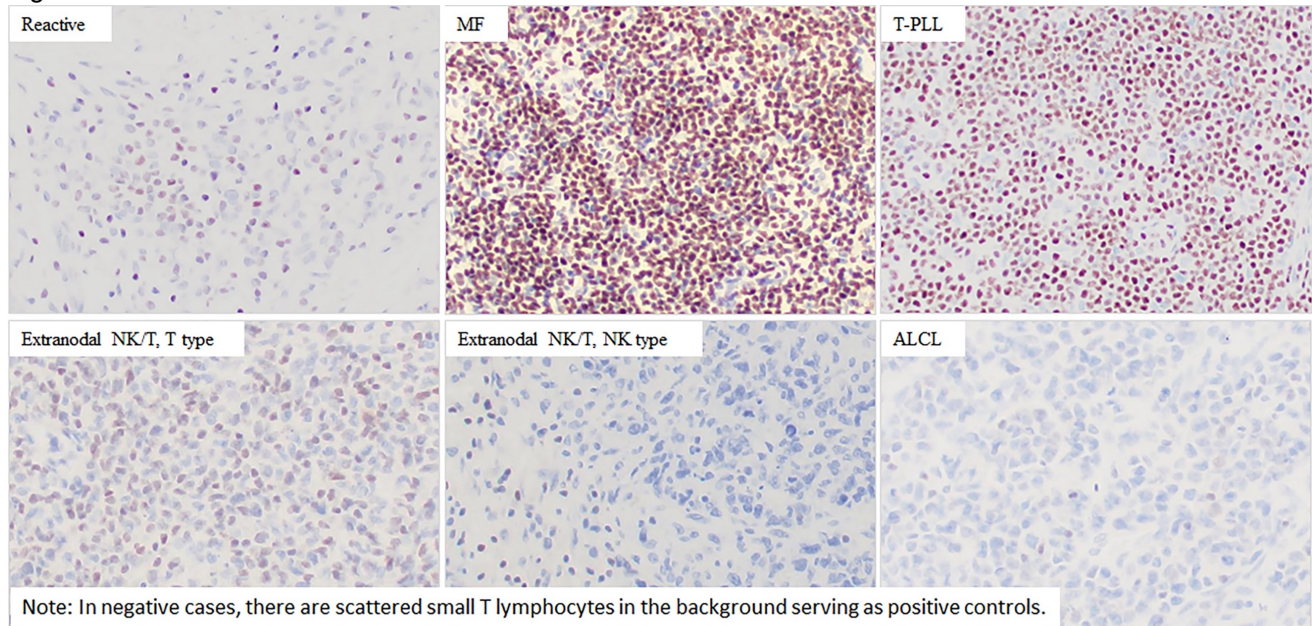 Reactive
MF
T-PLL
Extranodal NK/T, T type
Extranodal NK/T, NK type
ALCL
Note: In negative cases, there are scattered small T lymphocytes in the background serving as positive controls.